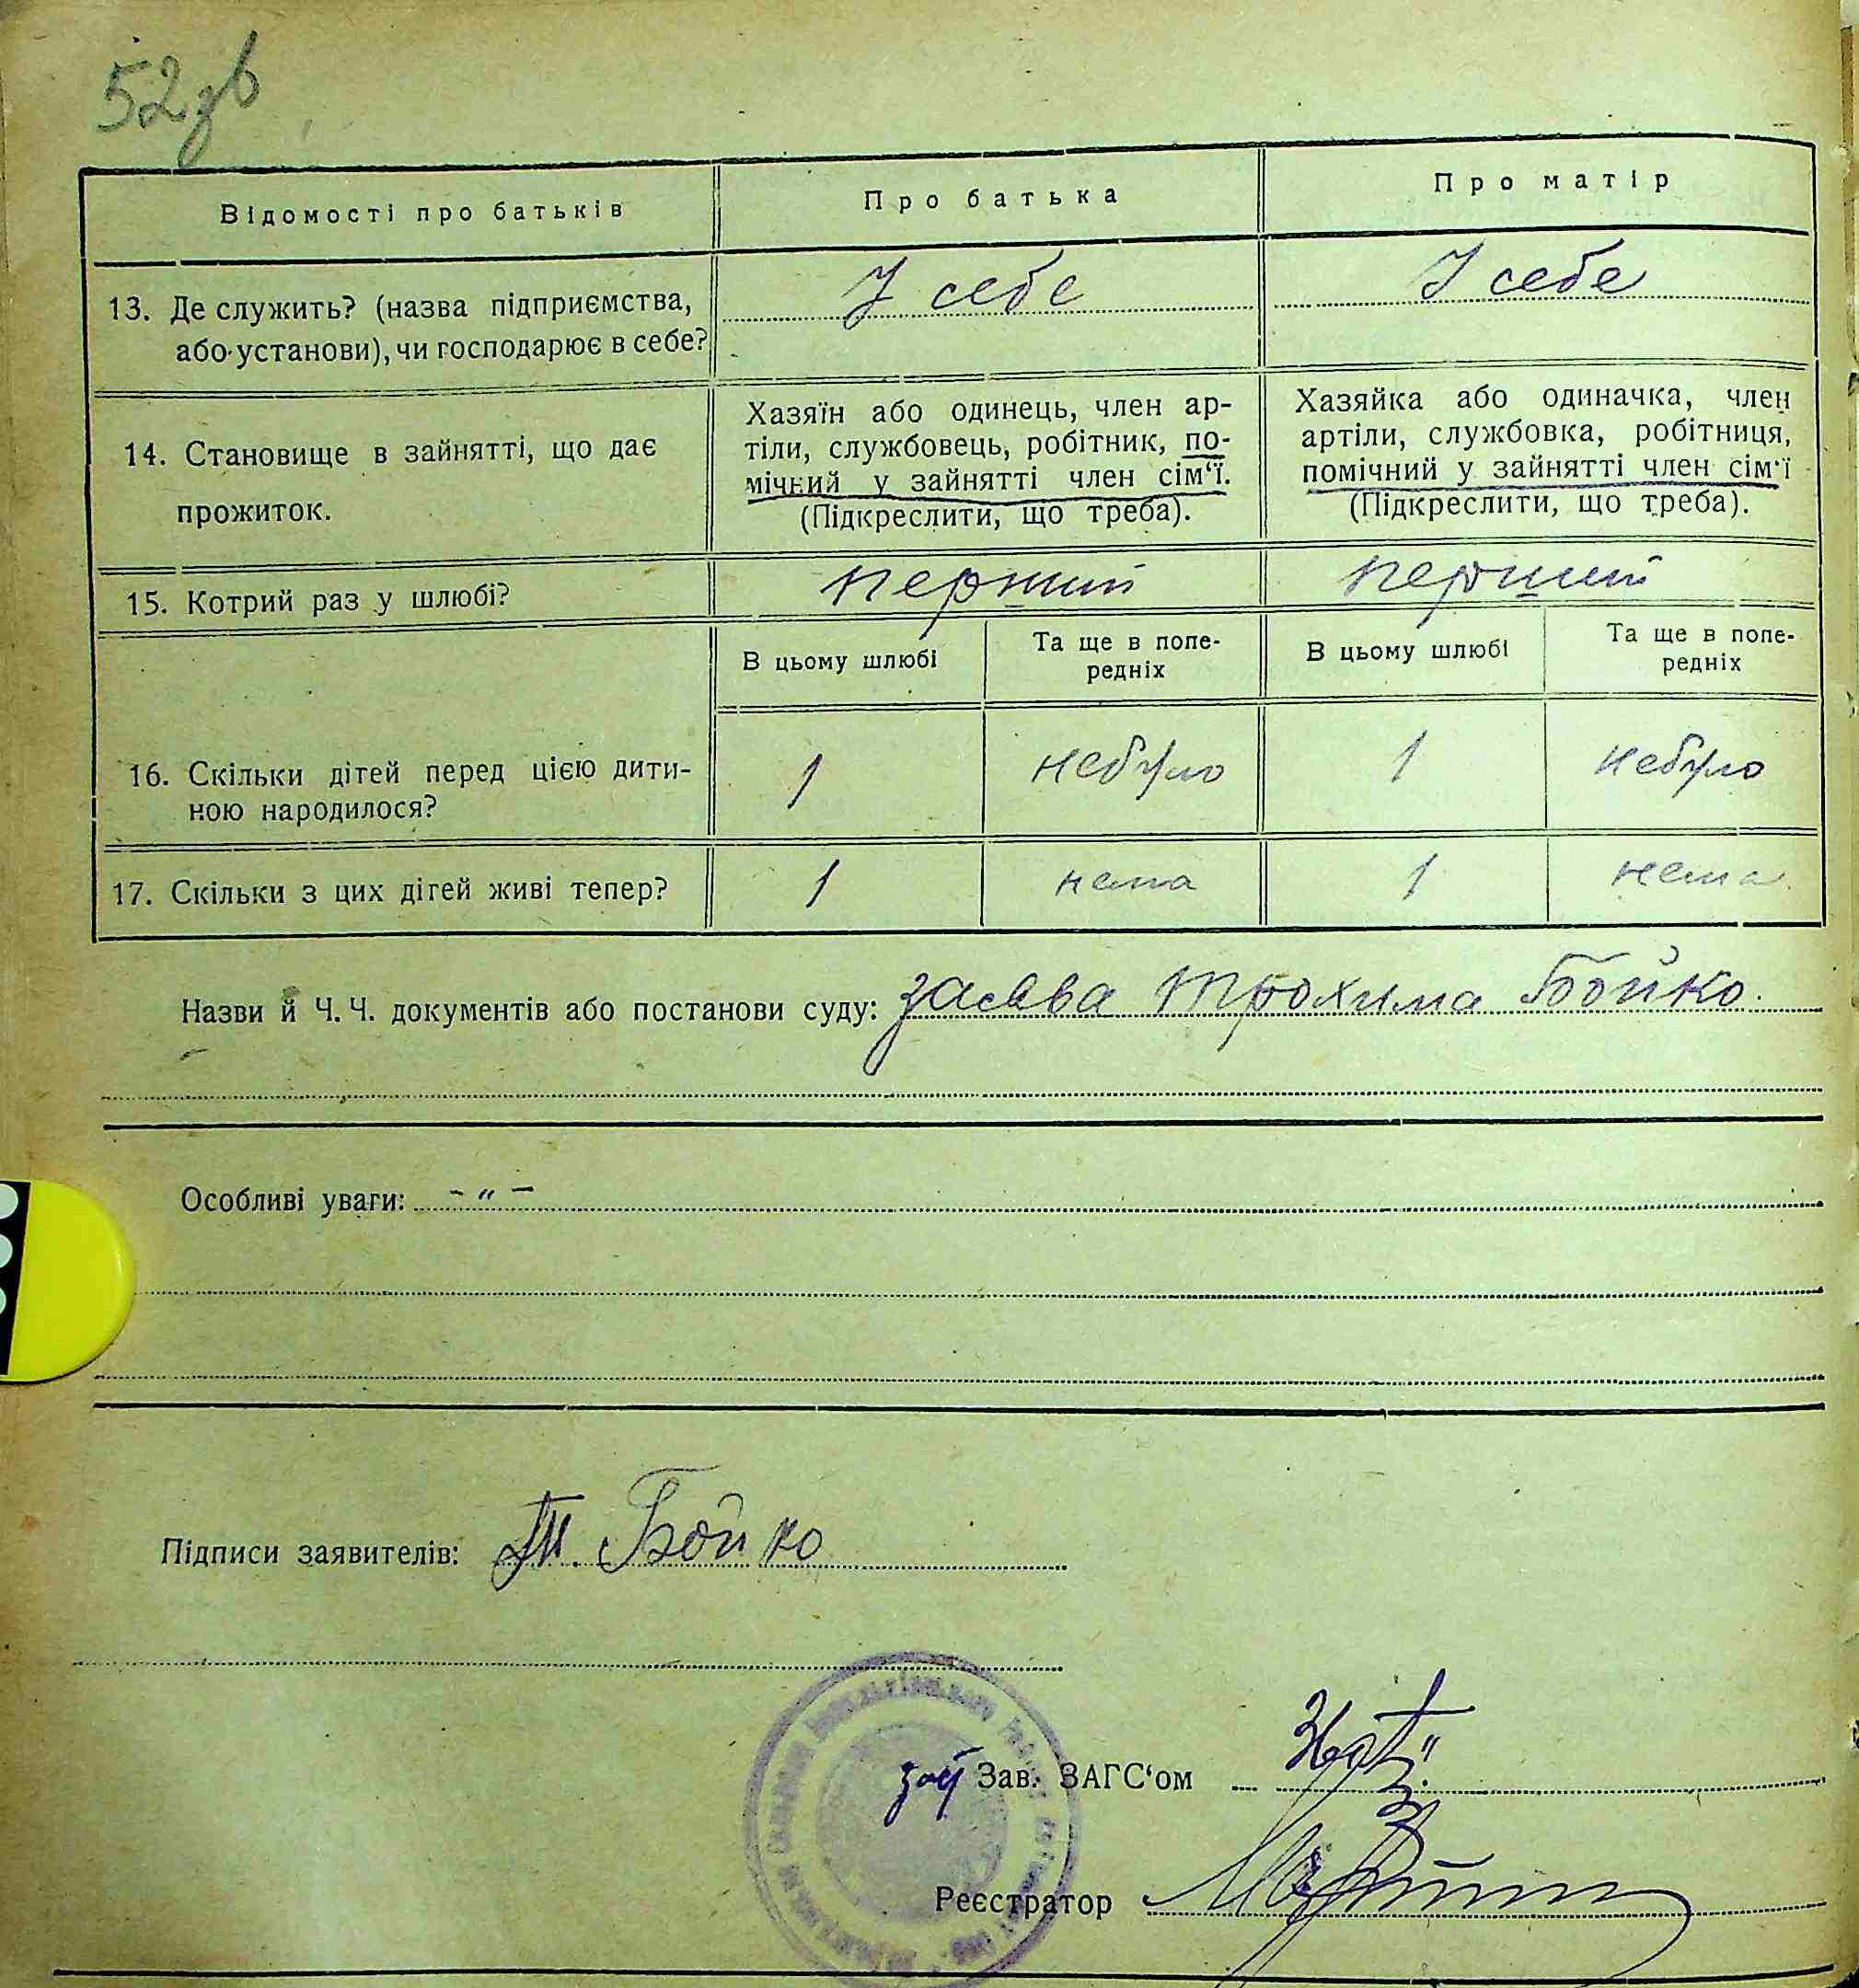 52зв
Відомості про батьків
Про батька
Про матір
13. Де служить? (назва підприємства,
або установи), чи господарює в себе?
У себе
У себе
14. Становище в зайнятті, що дає
прожиток.
Хазяїн або одинець, член ар-
тіли, службовець, робітник, по-
мічний у зайнятті член сім‘ї.
(Підкреслити, що треба).
Хазяйка або одиначка, член
артіли, службовка, робітниця,
помічний у зайнятті член сім‘ї
(Підкреслити, що треба).
15. Котрий раз у шлюбі?
перший
перший
В цьому шлюбі
Та ще в попе-
редніх
В цьому шлюбі
Та ще в попе-
редніх
16. Скільки дітей перед цією дити-
ною народилося?
1
небуло
1
небуло
17. Скільки з цих дітей живі тепер?
1
нема
1
нема
Назви й Ч. Ч. документів або постанови суду: заява Трохима Бойко.
Особливі уваги: - „ -
Підписи заявителів: Т. Бойко
Зав. ЗАГС‘ом
Реєстратор